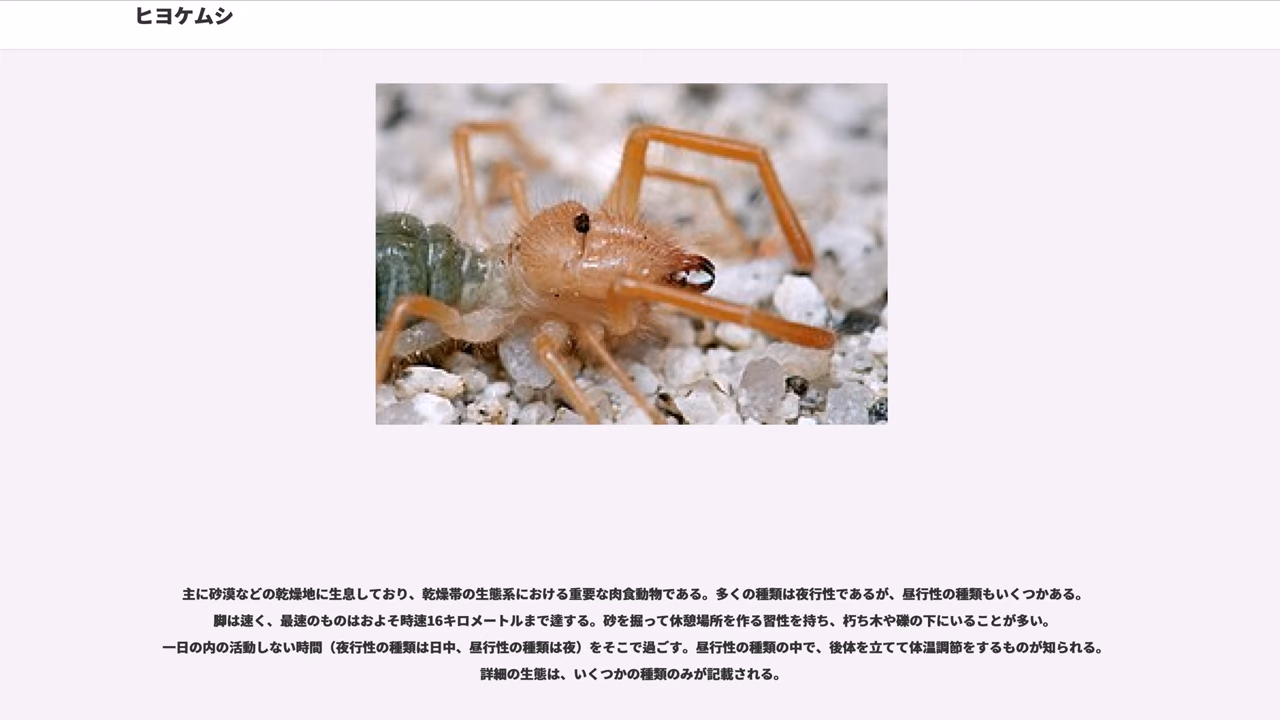 ヒヨケムシ
主に砂漠などの乾燥地に生息しており、乾燥帯の生態系における重要な肉食動物である。多くの種類は夜行性であるが、昼行性の種類もいくつかある。
脚は速く、最速のものはおよそ時速16キロメートルまで達する。砂を掘って休憩場所を作る習性を持ち、朽ち木や礫の下にいることが多い。
一日の内の活動しない時間（夜行性の種類は日中、昼行性の種類は夜）をそこで過ごす。昼行性の種類の中で、後体を立てて体温調節をするものが知られる。
詳細の生態は、いくつかの種類のみが記載される。